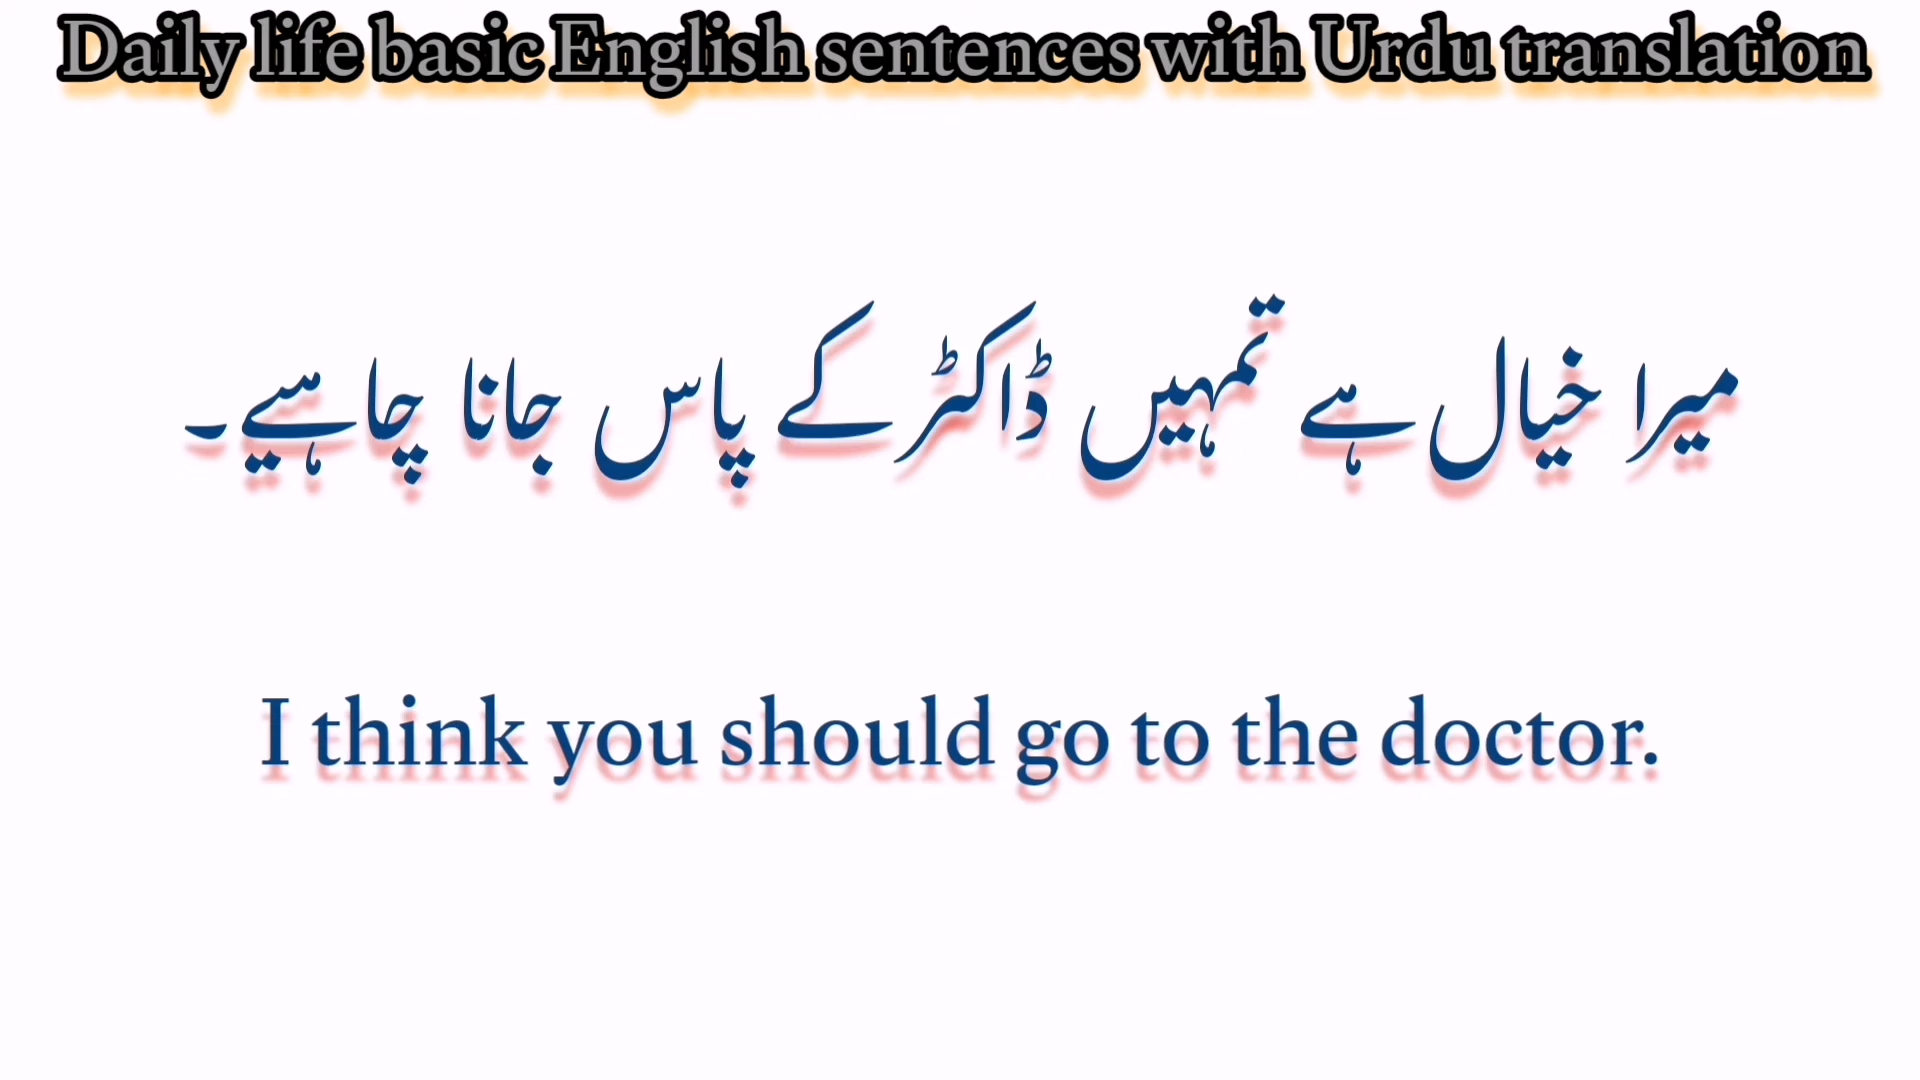 Daily life basic English sentences with Urdu translation
میرا خیال ہے تمہیں ڈاکٹر کے پاس جانا چاہیے۔
I think you should go to the doctor.